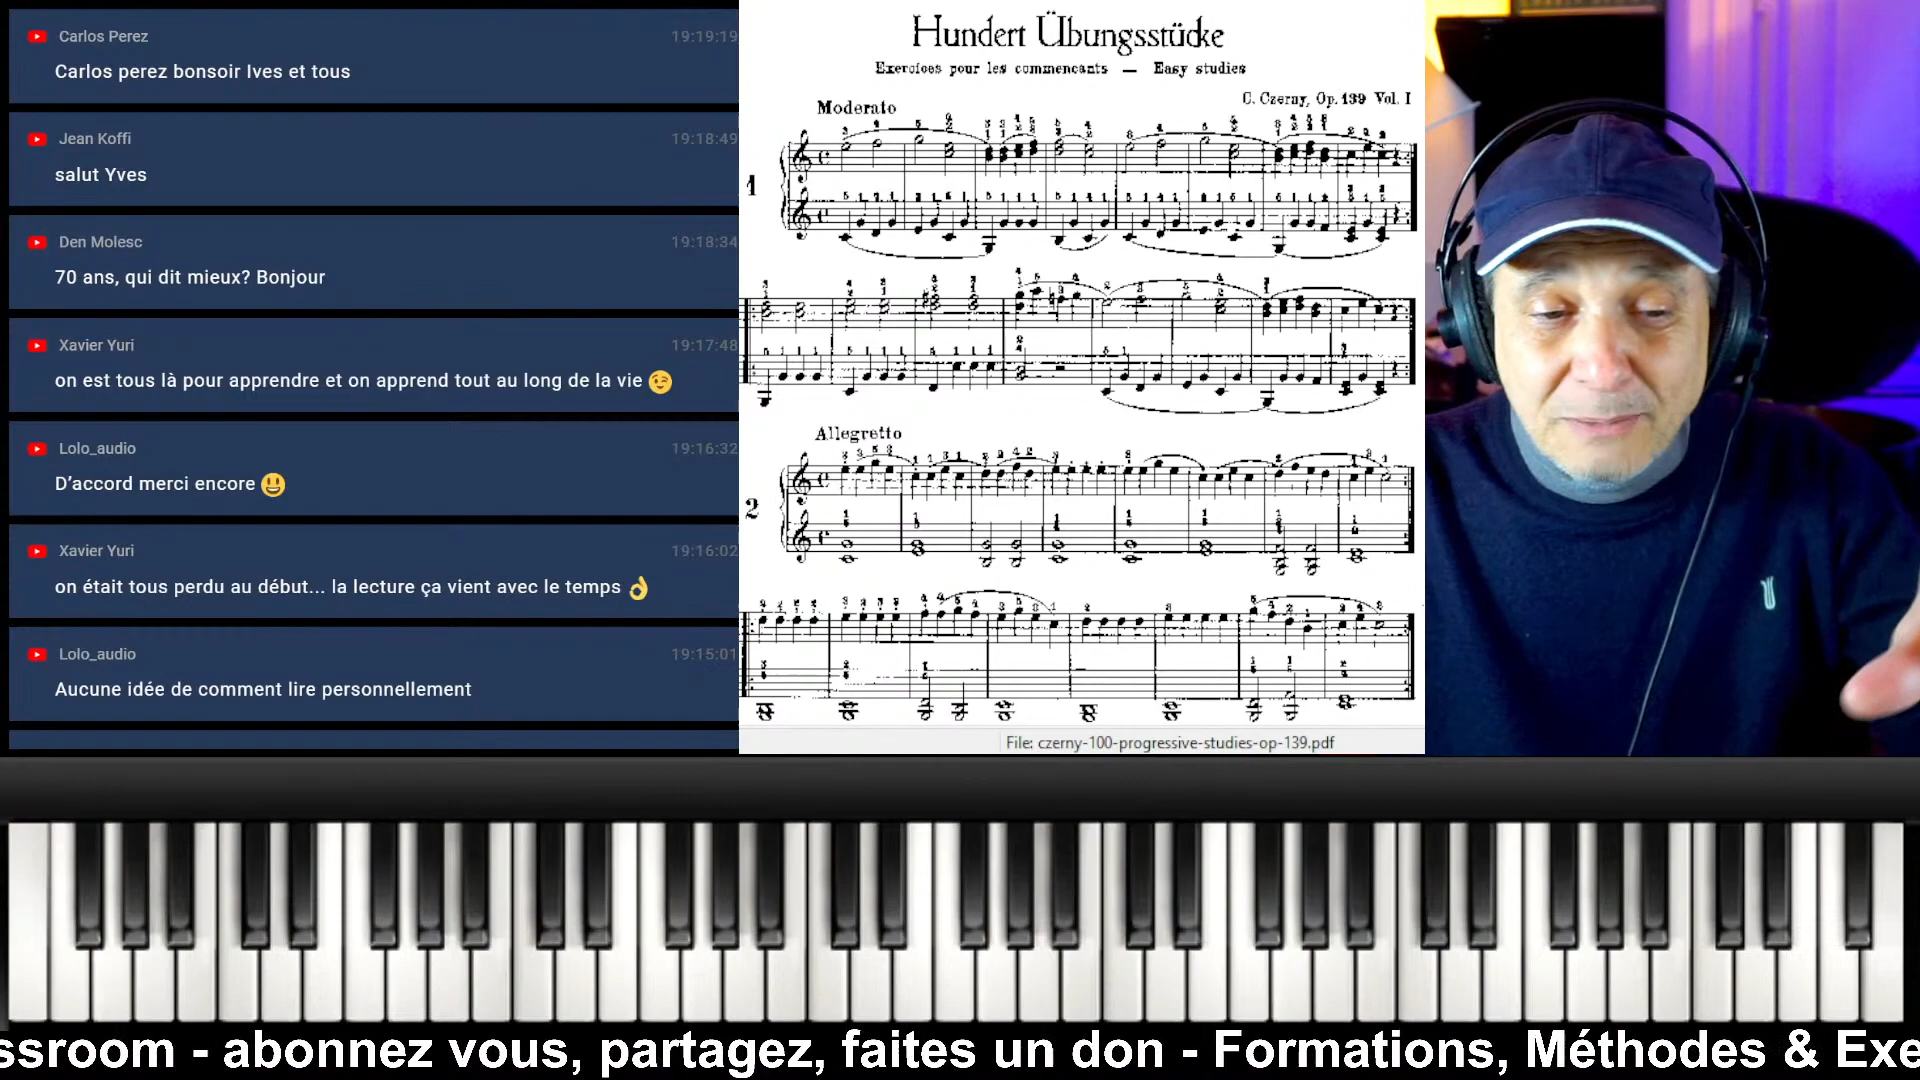 Carlos Perez 19:19:19
Carlos perez bonsoir Ives et tous
Jean Koffi 19:18:49
salut Yves
Den Molesc 19:18:34
70 ans, qui dit mieux? Bonjour
Xavier Yuri 19:17:48
on est tous là pour apprendre et on apprend tout au long de la vie 😉
Lolo_audio 19:16:32
D’accord merci encore 😃
Xavier Yuri 19:16:02
on était tous perdu au début... la lecture ça vient avec le temps 👌
Lolo_audio 19:15:01
Aucune idée de comment lire personnellement
Hundert Übungsstücke
Exercices pour les commencants — Easy studies
C. Czerny, Op. 139 Vol. I
Moderato
1
Allegretto
2
File: czerny-100-progressive-studies-op-139.pdf
ssroom - abonnez vous, partagez, faites un don - Formations, Méthodes & Exe